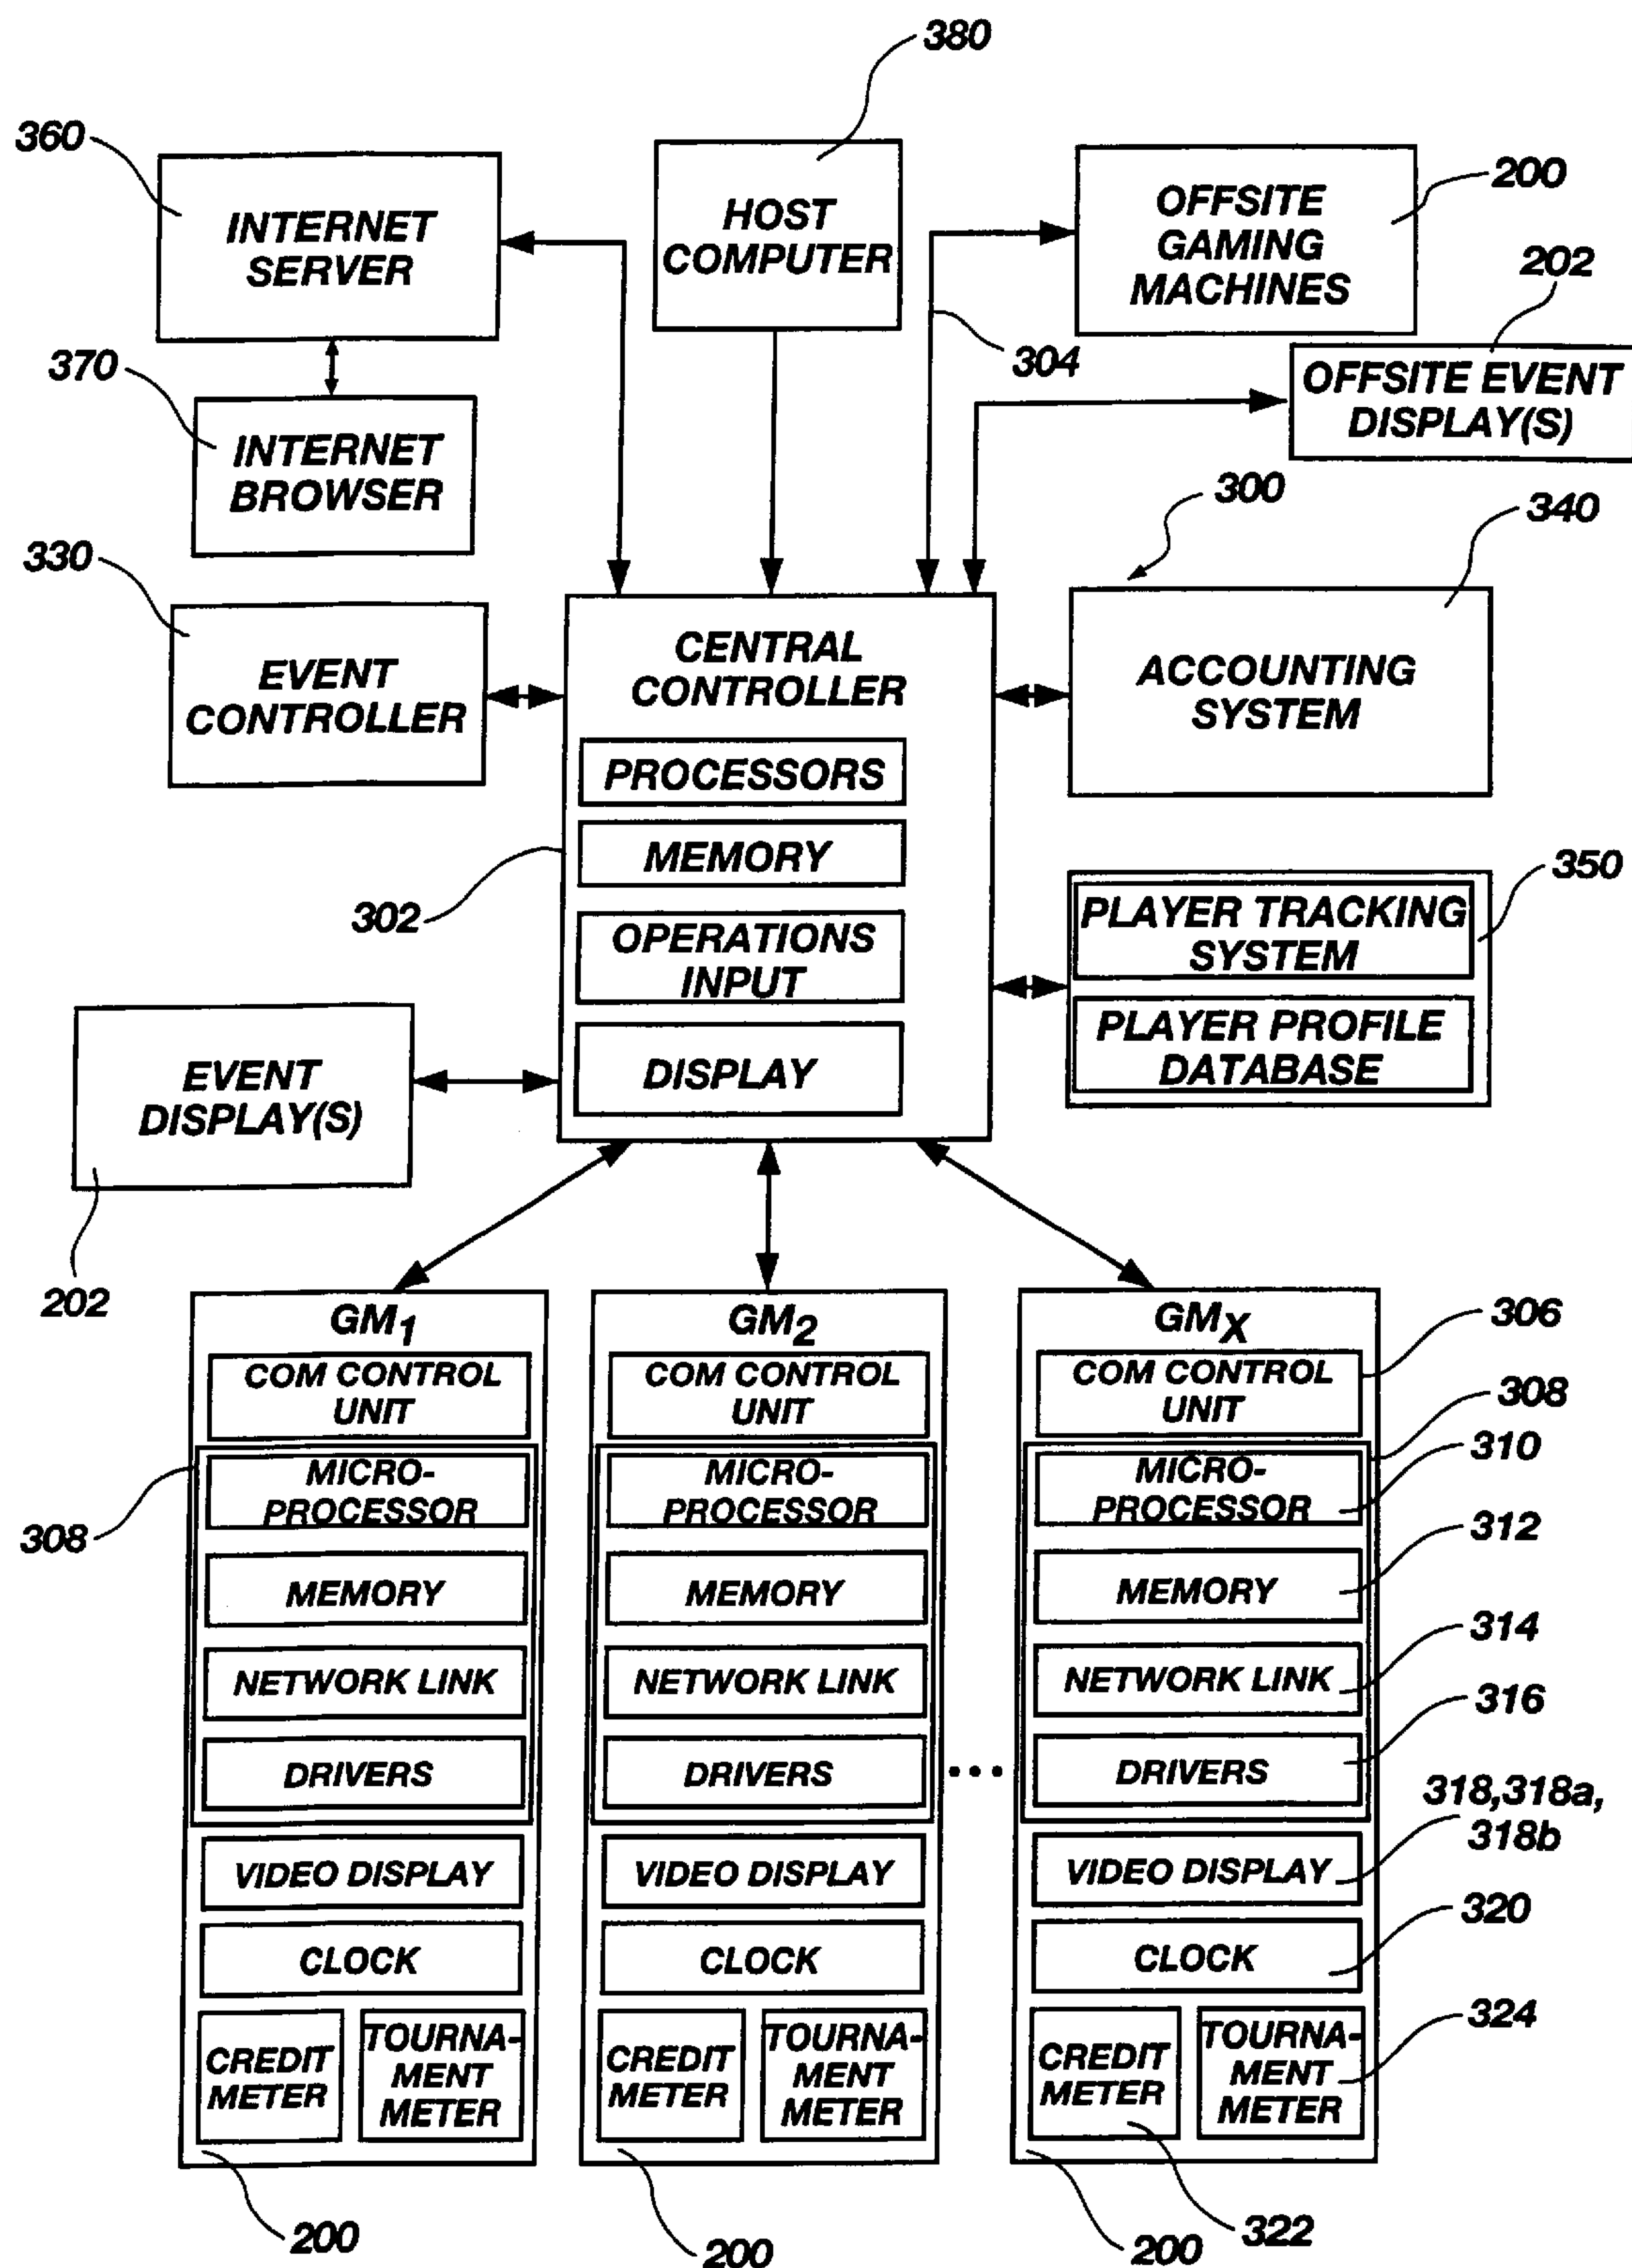 380
360
INTERNET
SERVER
HOST
COMPUTER
OFFSITE
GAMING
MACHINES
200
202
304
OFFSITE EVENT
DISPLAY(S)
370
INTERNET
BROWSER
300
340
330
EVENT
CONTROLLER
CENTRAL
CONTROLLER
ACCOUNTING
SYSTEM
PROCESSORS
MEMORY
302
OPERATIONS
INPUT
DISPLAY
350
PLAYER TRACKING
SYSTEM
PLAYER PROFILE
DATABASE
EVENT
DISPLAY(S)
202
GM1
COM CONTROL
UNIT
308
MICRO-
PROCESSOR
MEMORY
NETWORK LINK
DRIVERS
VIDEO DISPLAY
CLOCK
CREDIT
METER
TOURNA-
MENT
METER
200
GM2
COM CONTROL
UNIT
MICRO-
PROCESSOR
MEMORY
NETWORK LINK
DRIVERS
VIDEO DISPLAY
CLOCK
CREDIT
METER
TOURNA-
MENT
METER
200
...
GMX
COM CONTROL
UNIT
306
308
MICRO-
PROCESSOR
310
MEMORY
312
NETWORK LINK
314
DRIVERS
316
VIDEO DISPLAY
318,318a,
318b
CLOCK
320
CREDIT
METER
TOURNA-
MENT
METER
324
322
200